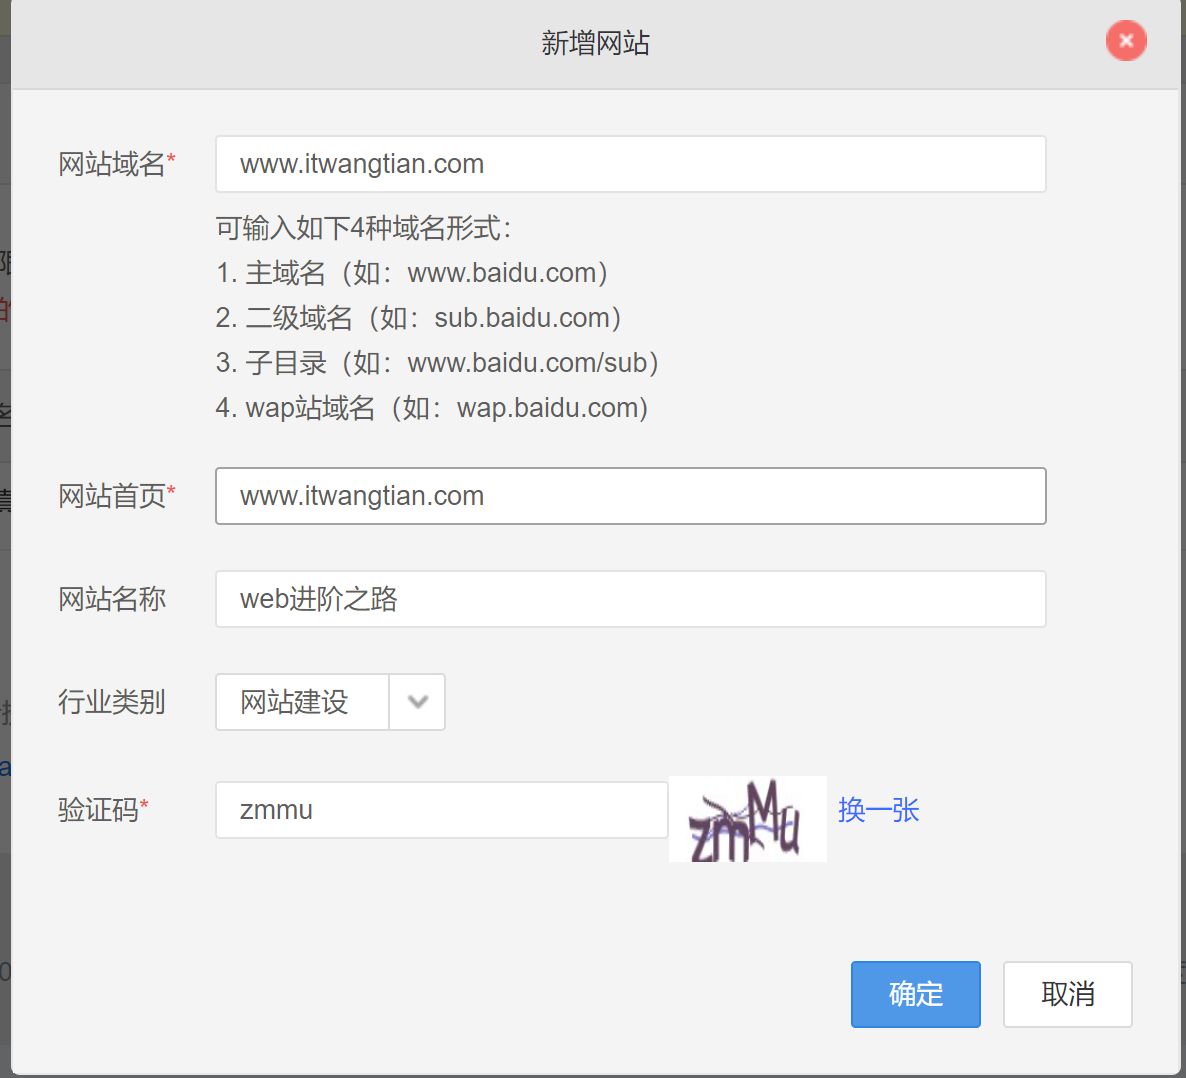 新增网站
网站域名* www.itwangtian.com
可输入如下4种域名形式：
1. 主域名（如：www.baidu.com）
2. 二级域名（如：sub.baidu.com）
3. 子目录（如：www.baidu.com/sub）
4. wap站域名（如：wap.baidu.com)
网站首页* www.itwangtian.com
网站名称 web进阶之路
行业类别 网站建设
验证码* zmmu zmMu 换一张
确定 取消